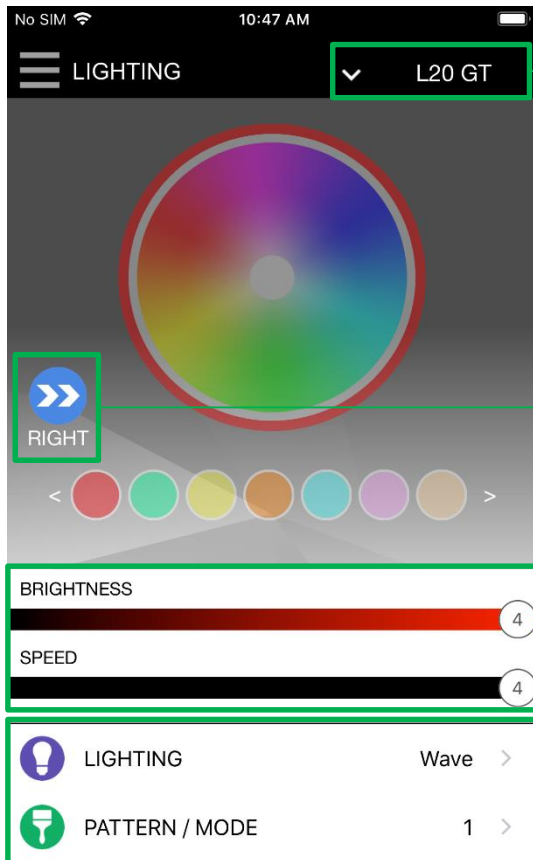 No SIM 10:47 AM
LIGHTING L20 GT
RIGHT
< >
BRIGHTNESS
4
SPEED
4
LIGHTING Wave >
PATTERN / MODE 1 >